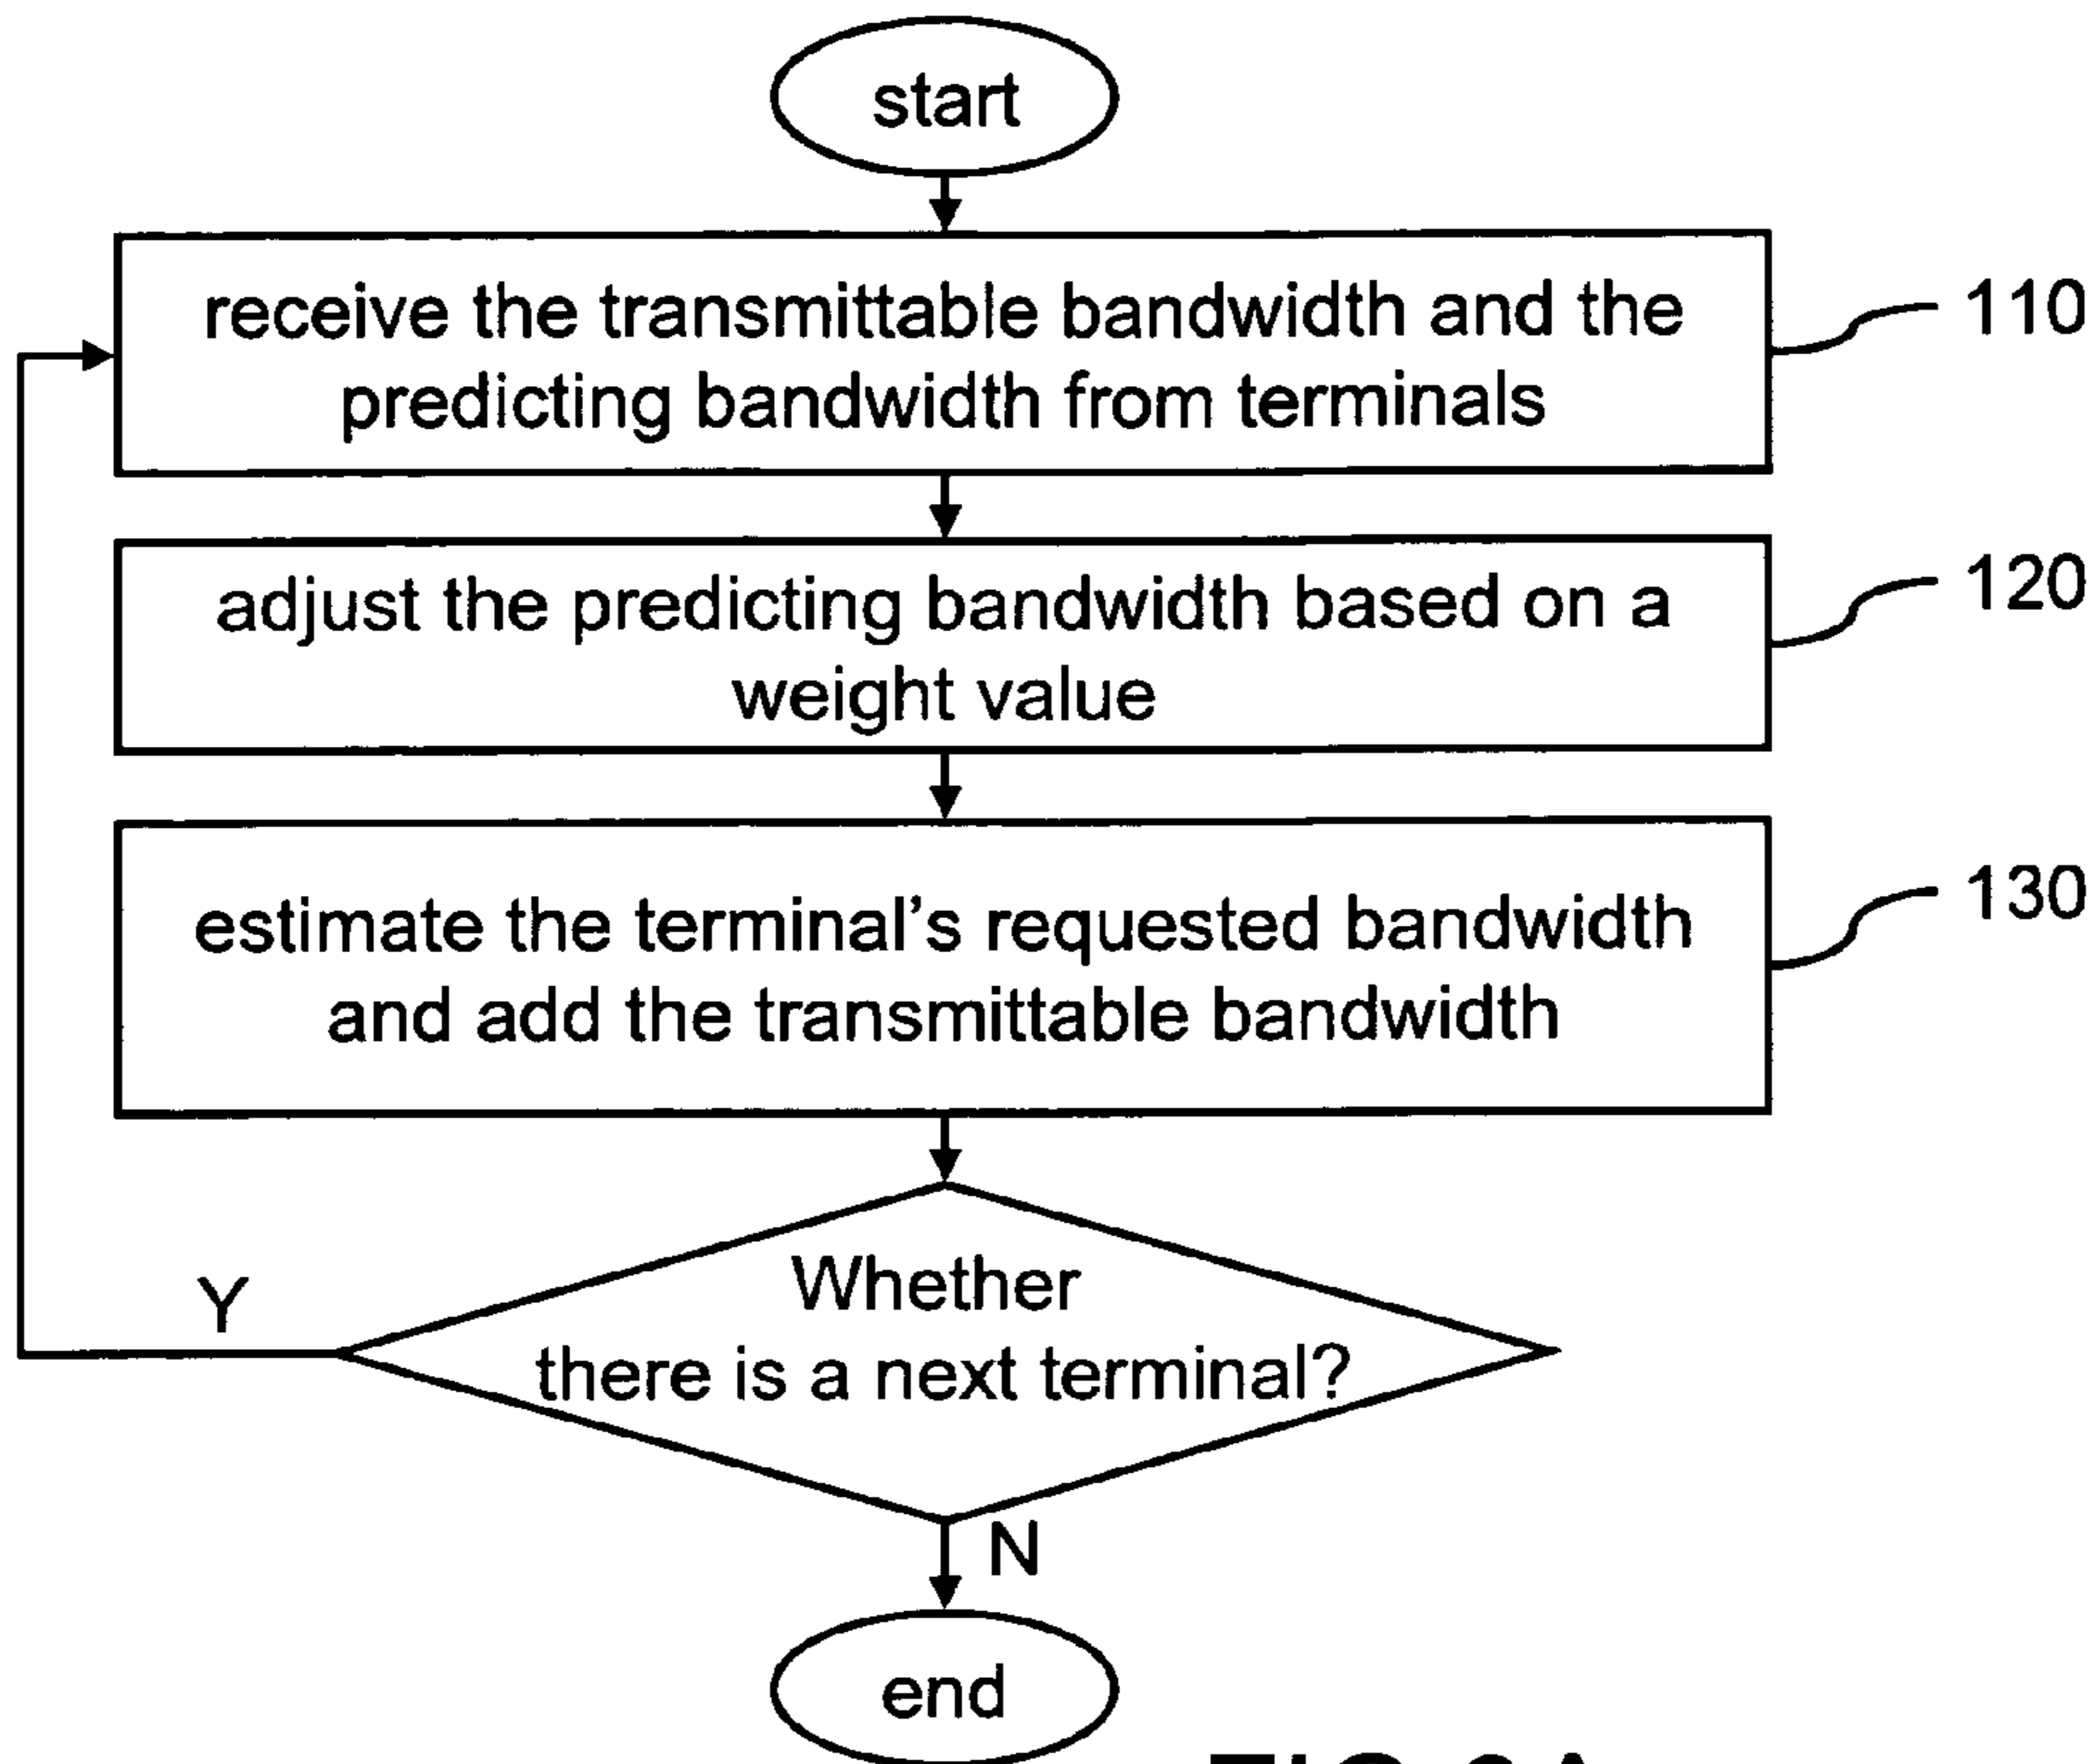 start
receive the transmittable bandwidth and the
predicting bandwidth from terminals
110
adjust the predicting bandwidth based on a
weight value
120
estimate the terminal's requested bandwidth
and add the transmittable bandwidth
130
Whether
there is a next terminal?
Y
N
end